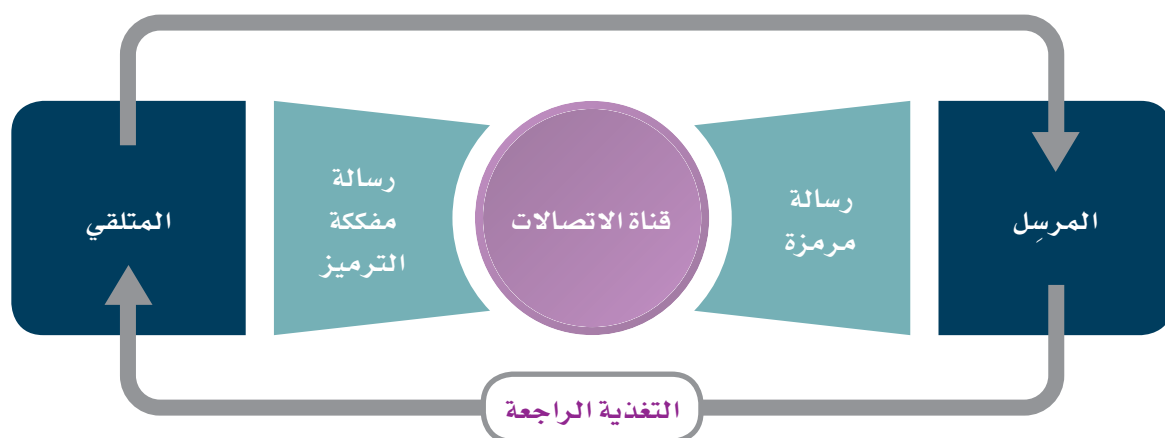 المرسِل
رسالة
مرمزة
قناة الاتصالات
رسالة
مفككة
الترميز
المتلقي
التغذية الراجعة